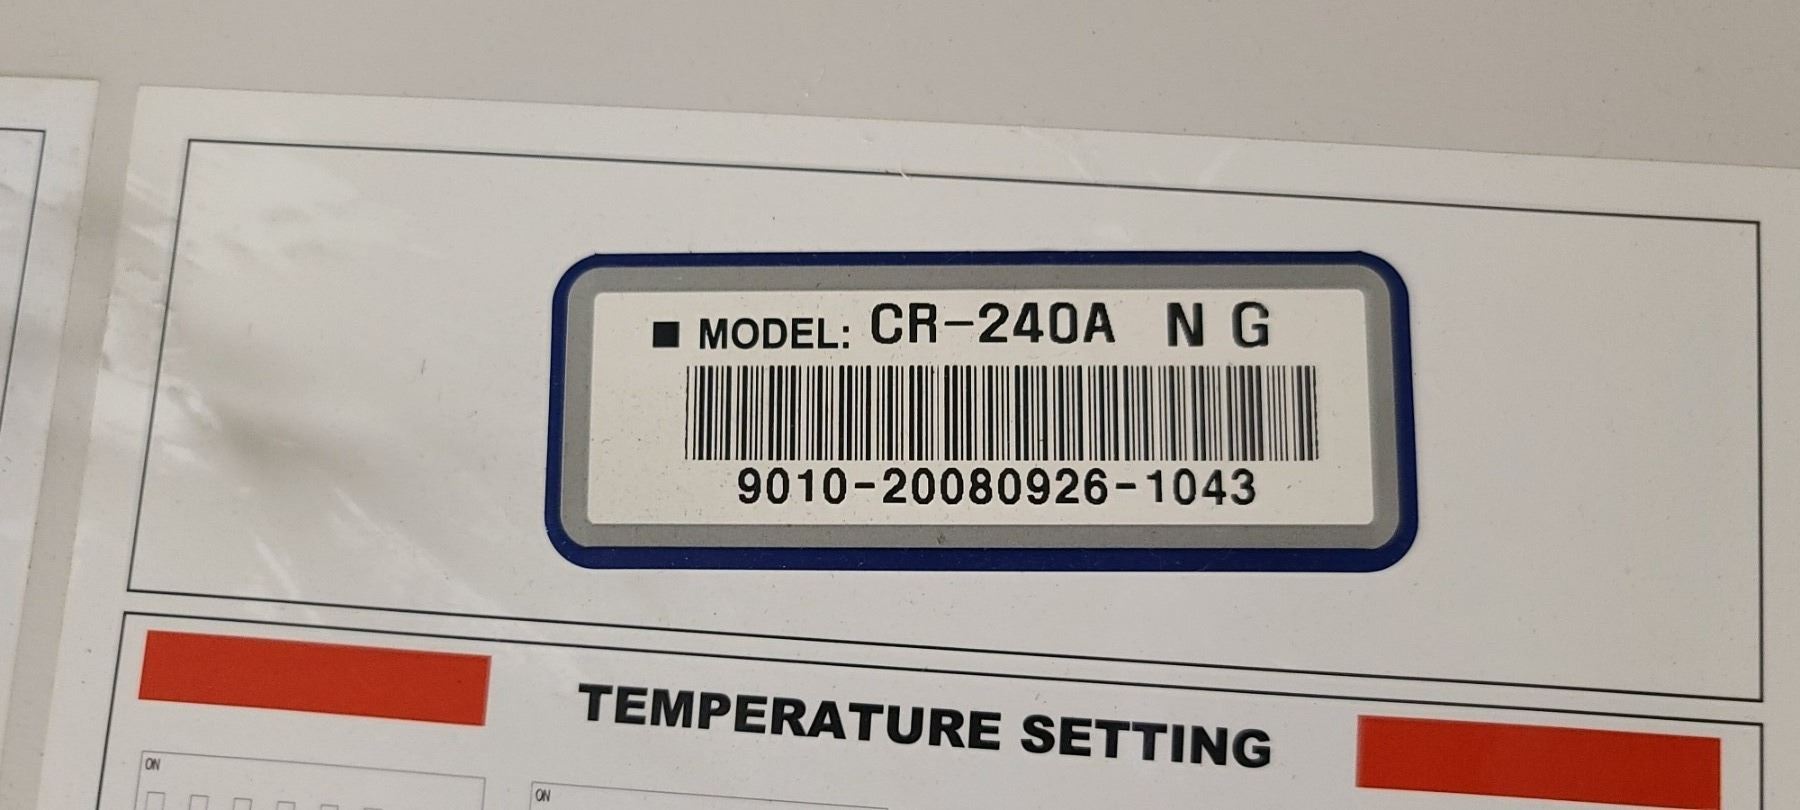 ■ MODEL: CR-240A N G
9010-20080926-1043
TEMPERATURE SETTING
ON
ON